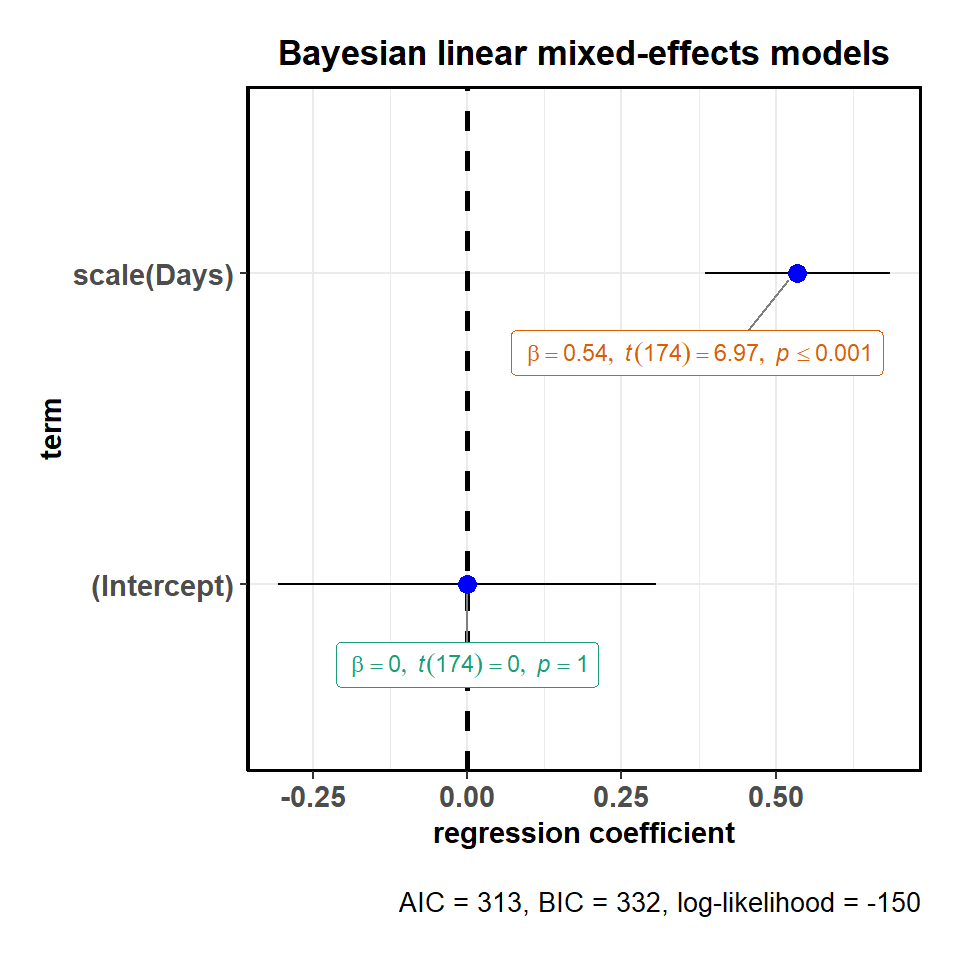 Bayesian linear mixed-effects models
scale(Days)
β = 0.54, t(174) = 6.97, p ≤ 0.001
term
(Intercept)
β = 0, t(174) = 0, p = 1
-0.25 0.00 0.25 0.50
regression coefficient
AIC = 313, BIC = 332, log-likelihood = -150